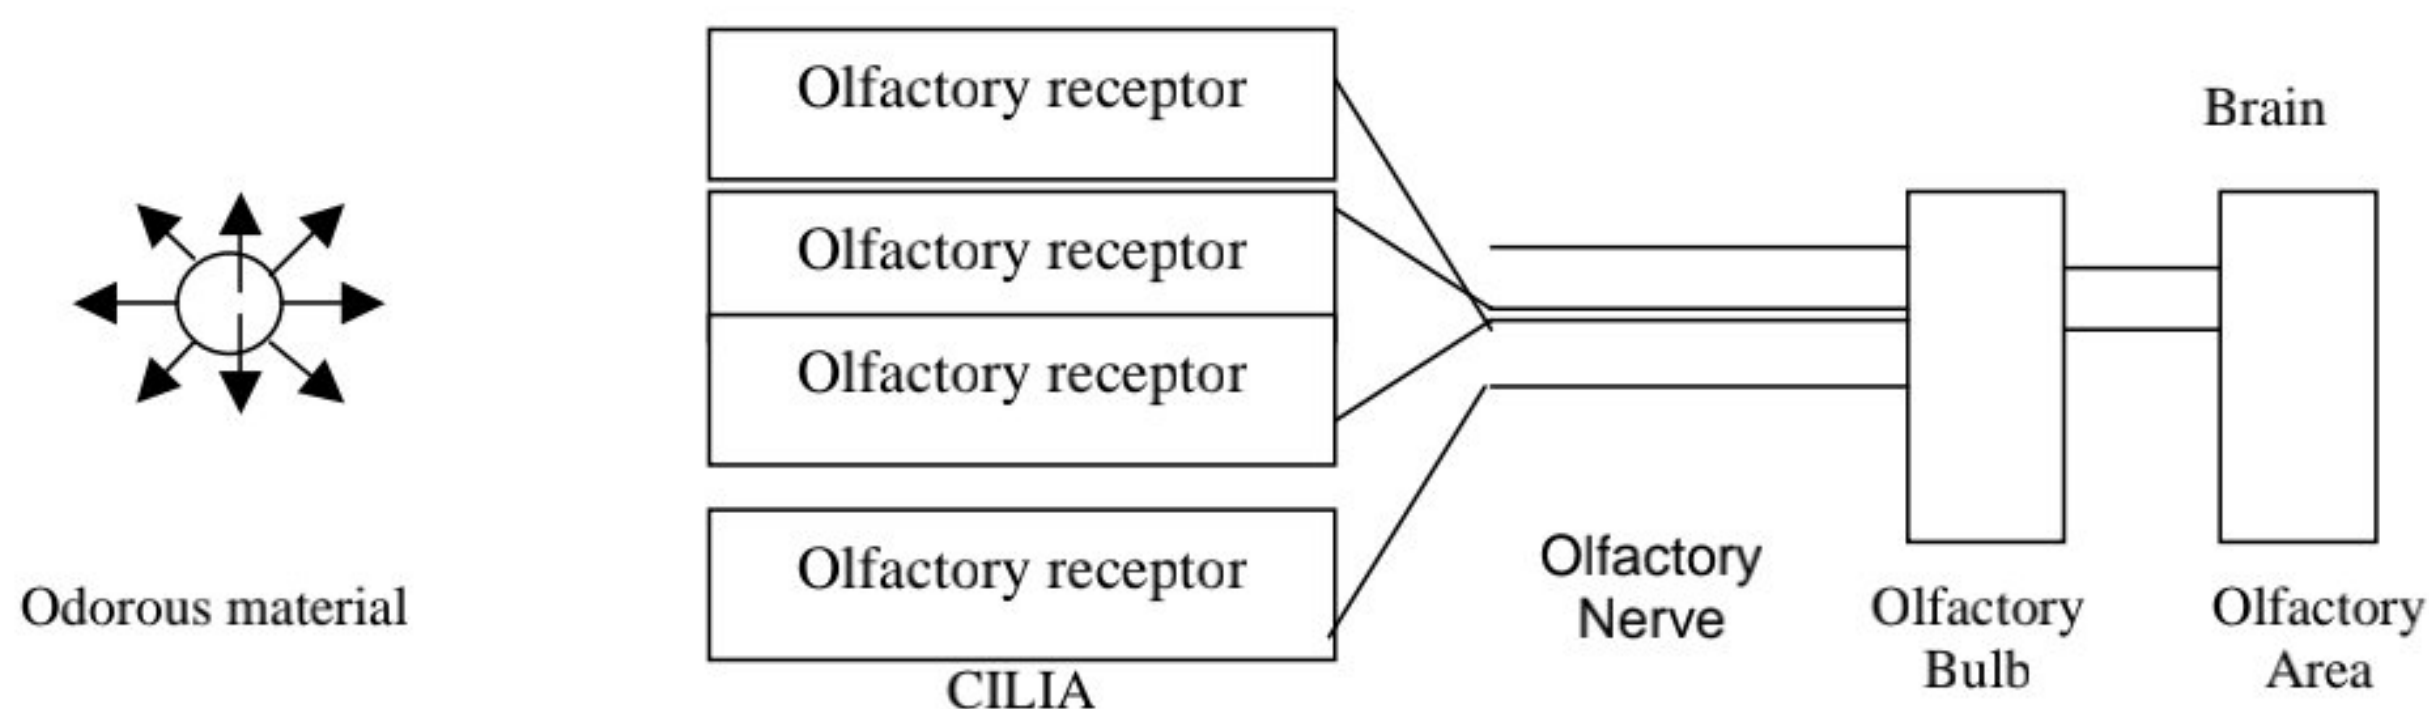 Odorous material
Olfactory receptor
Olfactory receptor
Olfactory receptor
Olfactory receptor
CILIA
Olfactory
Nerve
Olfactory
Bulb
Brain
Olfactory
Area